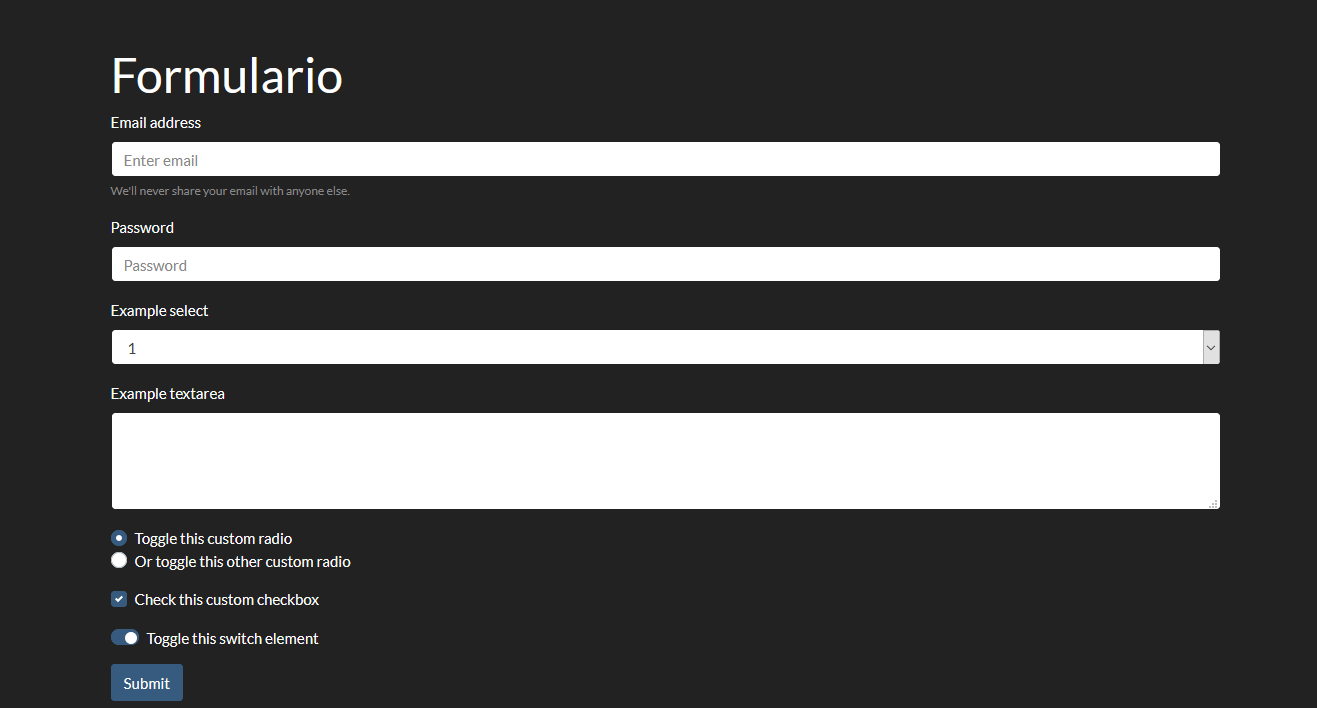 Formulario
Email address
Enter email
We'll never share your email with anyone else.
Password
Password
Example select
1
Example textarea
Toggle this custom radio
Or toggle this other custom radio
Check this custom checkbox
Toggle this switch element
Submit